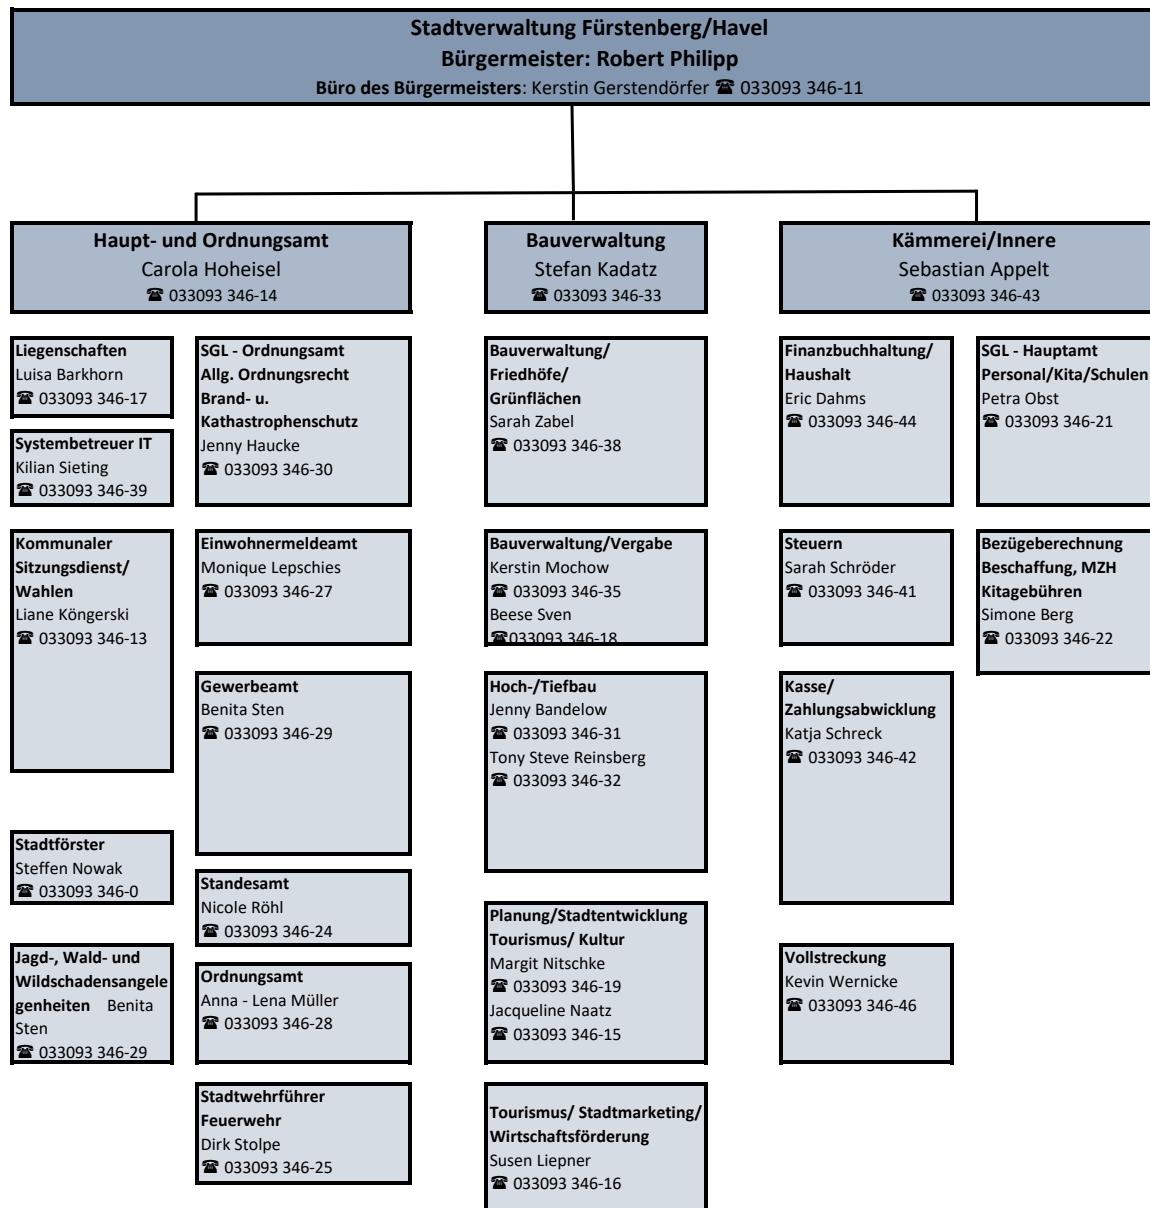 Stadtverwaltung Fürstenberg/Havel
Bürgermeister: Robert Philipp
Büro des Bürgermeisters: Kerstin Gerstendörfer ☎ 033093 346-11
Haupt- und Ordnungsamt
Carola Hoheisel
☎ 033093 346-14
Liegenschaften
Luisa Barkhorn
☎ 033093 346-17
Systembetreuer IT
Kilian Sieting
☎ 033093 346-39
Kommunaler
Sitzungsdienst/
Wahlen
Liane Köngerski
☎ 033093 346-13
Stadtförster
Steffen Nowak
☎ 033093 346-0
Jagd-, Wald- und
Wildschadensangele
genheiten Benita
Sten
☎ 033093 346-29
SGL - Ordnungsamt
Allg. Ordnungsrecht
Brand- u.
Kathastrophenschutz
Jenny Haucke
☎ 033093 346-30
Einwohnermeldeamt
Monique Lepschies
☎ 033093 346-27
Gewerbeamt
Benita Sten
☎ 033093 346-29
Standesamt
Nicole Röhl
☎ 033093 346-24
Ordnungsamt
Anna - Lena Müller
☎ 033093 346-28
Stadtwehrführer
Feuerwehr
Dirk Stolpe
☎ 033093 346-25
Bauverwaltung
Stefan Kadatz
☎ 033093 346-33
Bauverwaltung/
Friedhöfe/
Grünflächen
Sarah Zabel
☎ 033093 346-38
Bauverwaltung/Vergabe
Kerstin Mochow
☎ 033093 346-35
Beese Sven
☎033093 346-18
Hoch-/Tiefbau
Jenny Bandelow
☎ 033093 346-31
Tony Steve Reinsberg
☎ 033093 346-32
Planung/Stadtentwicklung
Tourismus/ Kultur
Margit Nitschke
☎ 033093 346-19
Jacqueline Naatz
☎ 033093 346-15
Tourismus/ Stadtmarketing/
Wirtschaftsförderung
Susen Liepner
☎ 033093 346-16
Kämmerei/Innere
Sebastian Appelt
☎ 033093 346-43
Finanzbuchhaltung/
Haushalt
Eric Dahms
☎ 033093 346-44
Steuern
Sarah Schröder
☎ 033093 346-41
Kasse/
Zahlungsabwicklung
Katja Schreck
☎ 033093 346-42
Vollstreckung
Kevin Wernicke
☎ 033093 346-46
SGL - Hauptamt
Personal/Kita/Schulen
Petra Obst
☎ 033093 346-21
Bezügeberechnung
Beschaffung, MZH
Kitagebühren
Simone Berg
☎ 033093 346-22